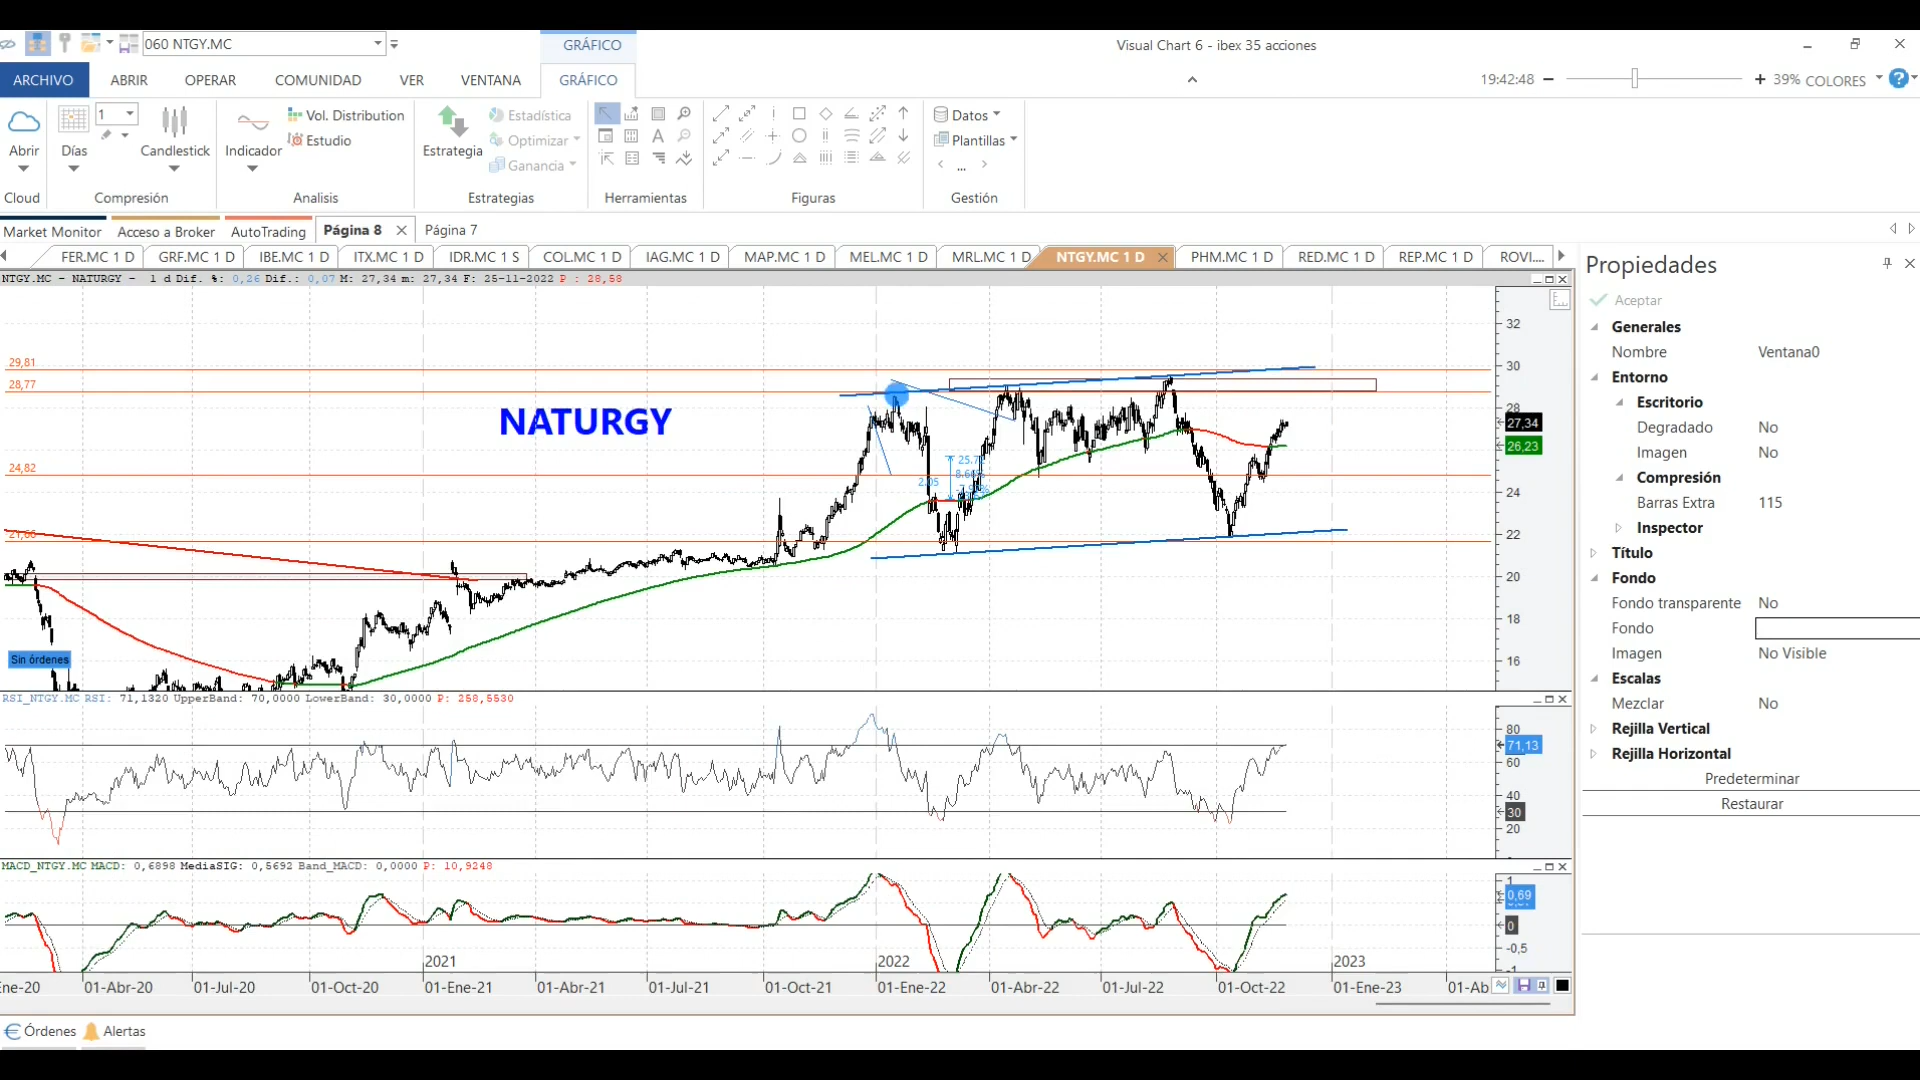 060 NTGY.MC
GRÁFICO
Visual Chart 6 - ibex 35 acciones
ARCHIVO ABRIR OPERAR COMUNIDAD VER VENTANA GRÁFICO
19:42:48 39% COLORES
1
Abrir Días Candlestick Indicador Vol. Distribution Estudio
Estrategia Estadística Optimizar Ganancia
Datos
Plantillas
...
Cloud Compresión Analisis Estrategias Herramientas Figuras Gestión
Market Monitor Acceso a Broker AutoTrading Página 8 Página 7
FER.MC 1 D GRF.MC 1 D IBE.MC 1 D ITX.MC 1 D IDR.MC 1 S COL.MC 1 D IAG.MC 1 D MAP.MC 1 D MEL.MC 1 D MRL.MC 1 D NTGY.MC 1 D PHM.MC 1 D RED.MC 1 D REP.MC 1 D ROVI....
NTGY.MC - NATURGY - 1 d Dif. %: 0,26 Dif.: 0,07 M: 27,34 m: 27,34 F: 25-11-2022 P : 28,58
29,81
28,77
NATURGY
24,82
Sin órdenes
32
30
28
27,34
26,23
24
22
20
18
16
RSI_NTGY.MC RSI: 71,1320 UpperBand: 70,0000 LowerBand: 30,0000 P: 258,5530
80
71,13
60
40
30
20
MACD_NTGY.MC MACD: 0,6898 MediaSIG: 0,5692 Band_MACD: 0,0000 P: 10,9248
1
0,69
0
-0,5
-1
2021 2022 2023
Ene-20 01-Abr-20 01-Jul-20 01-Oct-20 01-Ene-21 01-Abr-21 01-Jul-21 01-Oct-21 01-Ene-22 01-Abr-22 01-Jul-22 01-Oct-22 01-Ene-23 01-Ab
Órdenes Alertas
Propiedades
Aceptar
Generales
Nombre Ventana0
Entorno
Escritorio
Degradado No
Imagen No
Compresión
Barras Extra 115
Inspector
Título
Fondo
Fondo transparente No
Fondo
Imagen No Visible
Escalas
Mezclar No
Rejilla Vertical
Rejilla Horizontal
Predeterminar
Restaurar